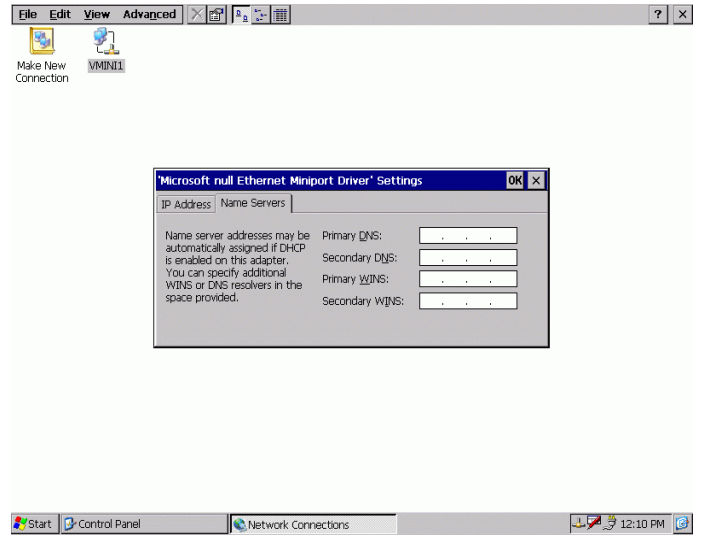 File Edit View Advanced ? ×
Make New
Connection
VMINI1
'Microsoft null Ethernet Miniport Driver' Settings OK ×
IP Address Name Servers
Name server addresses may be
automatically assigned if DHCP
is enabled on this adapter.
You can specify additional
WINS or DNS resolvers in the
space provided.
Primary DNS: . . .
Secondary DNS: . . .
Primary WINS: . . .
Secondary WINS: . . .
Start Control Panel Network Connections 12:10 PM